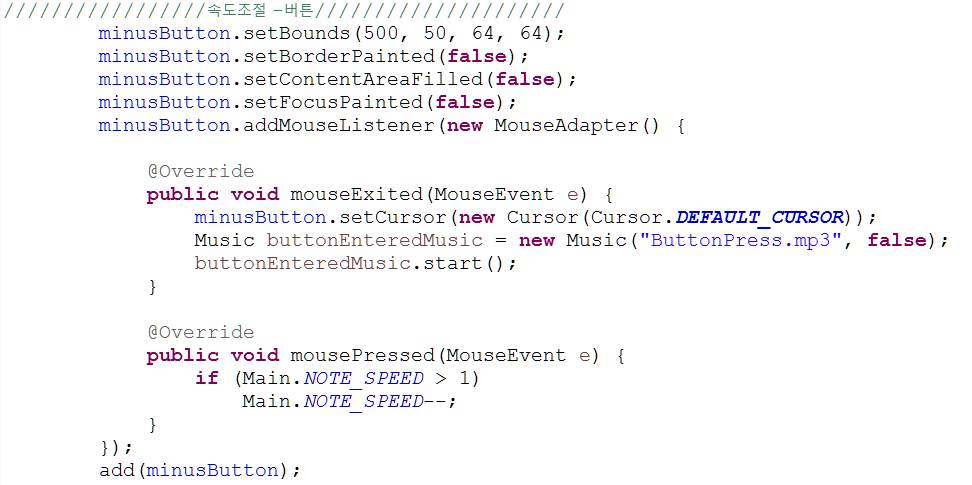 /////////////////속도조절 -버튼/////////////////////
minusButton.setBounds(500, 50, 64, 64);
minusButton.setBorderPainted(false);
minusButton.setContentAreaFilled(false);
minusButton.setFocusPainted(false);
minusButton.addMouseListener(new MouseAdapter() {
@Override
public void mouseExited(MouseEvent e) {
minusButton.setCursor(new Cursor(Cursor.DEFAULT_CURSOR));
Music buttonEnteredMusic = new Music("ButtonPress.mp3", false);
buttonEnteredMusic.start();
}
@Override
public void mousePressed(MouseEvent e) {
if (Main.NOTE_SPEED > 1)
Main.NOTE_SPEED--;
}
});
add(minusButton);